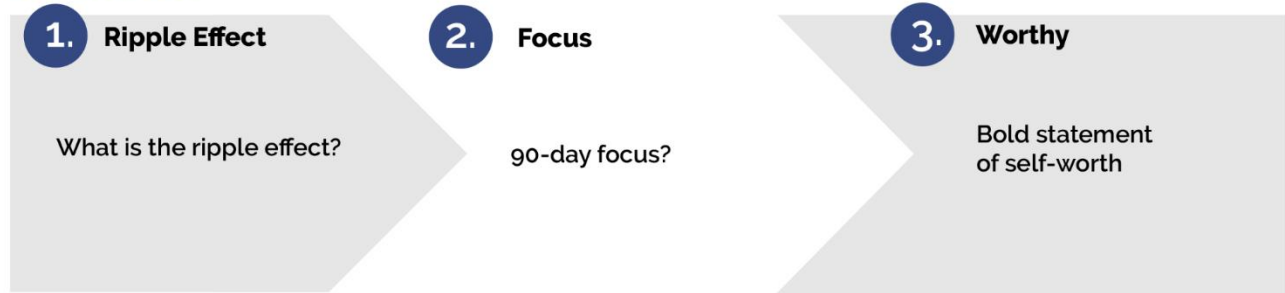 1. Ripple Effect
What is the ripple effect?
2. Focus
90-day focus?
3. Worthy
Bold statement
of self-worth